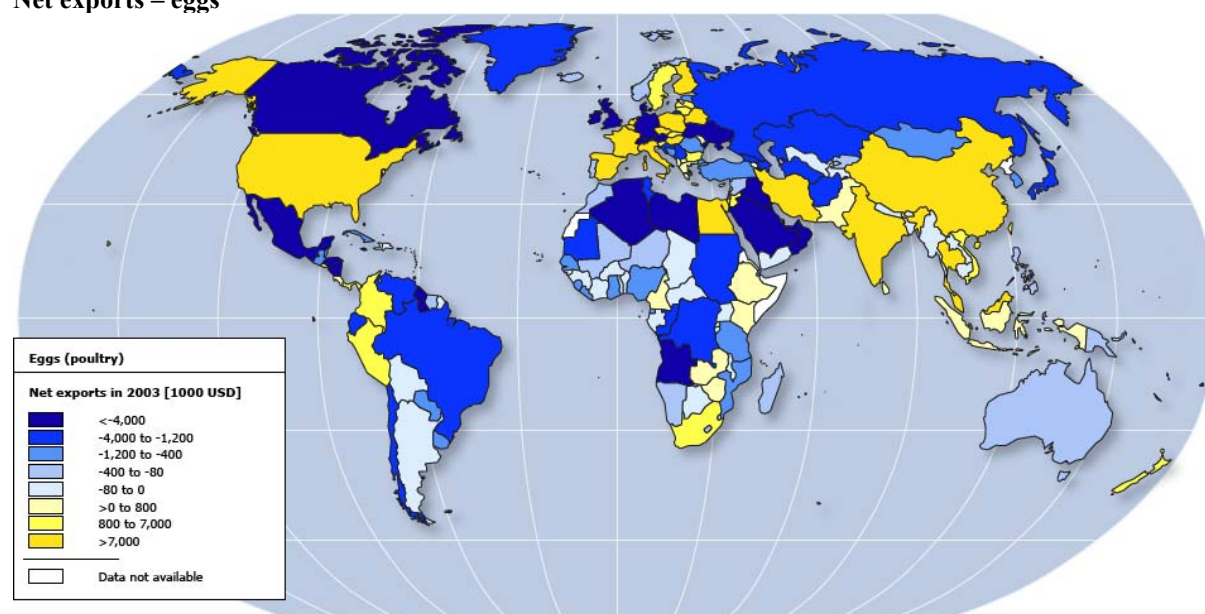 Net exports – eggs
Eggs (poultry)
Net exports in 2003 [1000 USD]
<-4,000
-4,000 to -1,200
-1,200 to -400
-400 to -80
-80 to 0
>0 to 800
800 to 7,000
>7,000
Data not available